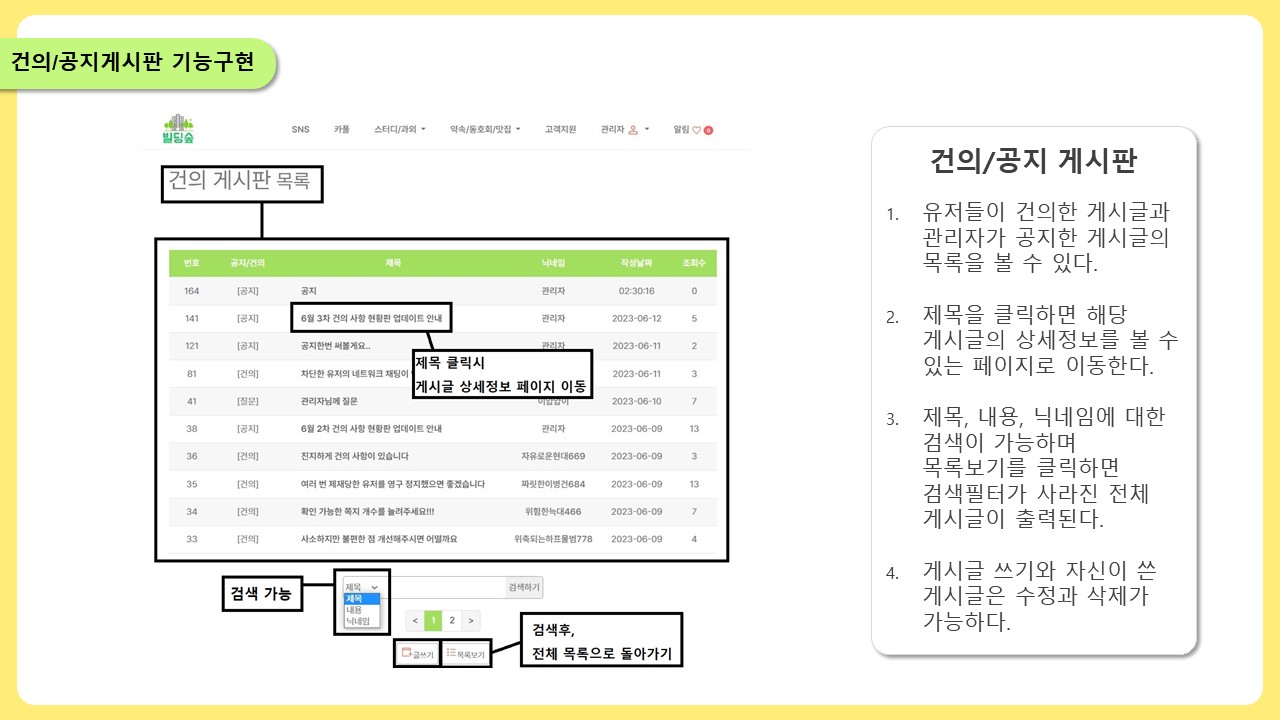 건의/공지게시판 기능구현
빌딩숲
SNS 카풀 스터디/과외 약속/동호회/맛집 고객지원 관리자 알림 0
건의 게시판 목록
번호 공지/건의 제목 닉네임 작성날짜 조회수
164 [공지] 공지 관리자 02:30:16 0
141 [공지] 6월 3차 건의 사항 현황판 업데이트 안내 관리자 2023-06-12 5
121 [공지] 공지한번 써볼게요.. 관리자 2023-06-11 2
제목 클릭시
게시글 상세정보 페이지 이동
81 [건의] 차단한 유저의 네트워크 채팅이 2023-06-11 3
41 [질문] 관리자님께 질문 2023-06-10 7
38 [공지] 6월 2차 건의 사항 현황판 업데이트 안내 관리자 2023-06-09 13
36 [건의] 진지하게 건의 사항이 있습니다 자유로운현대669 2023-06-09 3
35 [건의] 여러 번 제재당한 유저를 영구 정지했으면 좋겠습니다 짜릿한이병건684 2023-06-09 13
34 [건의] 확인 가능한 쪽지 개수를 늘려주세요!!! 위험한늑대466 2023-06-09 7
33 [건의] 사소하지만 불편한 점 개선해주시면 어떨까요 위축되는하프물범778 2023-06-09 4
검색 가능
제목 검색하기
제목
내용
닉네임
< 1 2 >
글쓰기 목록보기
검색후,
전체 목록으로 돌아가기
건의/공지 게시판
1. 유저들이 건의한 게시글과
관리자가 공지한 게시글의
목록을 볼 수 있다.
2. 제목을 클릭하면 해당
게시글의 상세정보를 볼 수
있는 페이지로 이동한다.
3. 제목, 내용, 닉네임에 대한
검색이 가능하며
목록보기를 클릭하면
검색필터가 사라진 전체
게시글이 출력된다.
4. 게시글 쓰기와 자신이 쓴
게시글은 수정과 삭제가
가능하다.